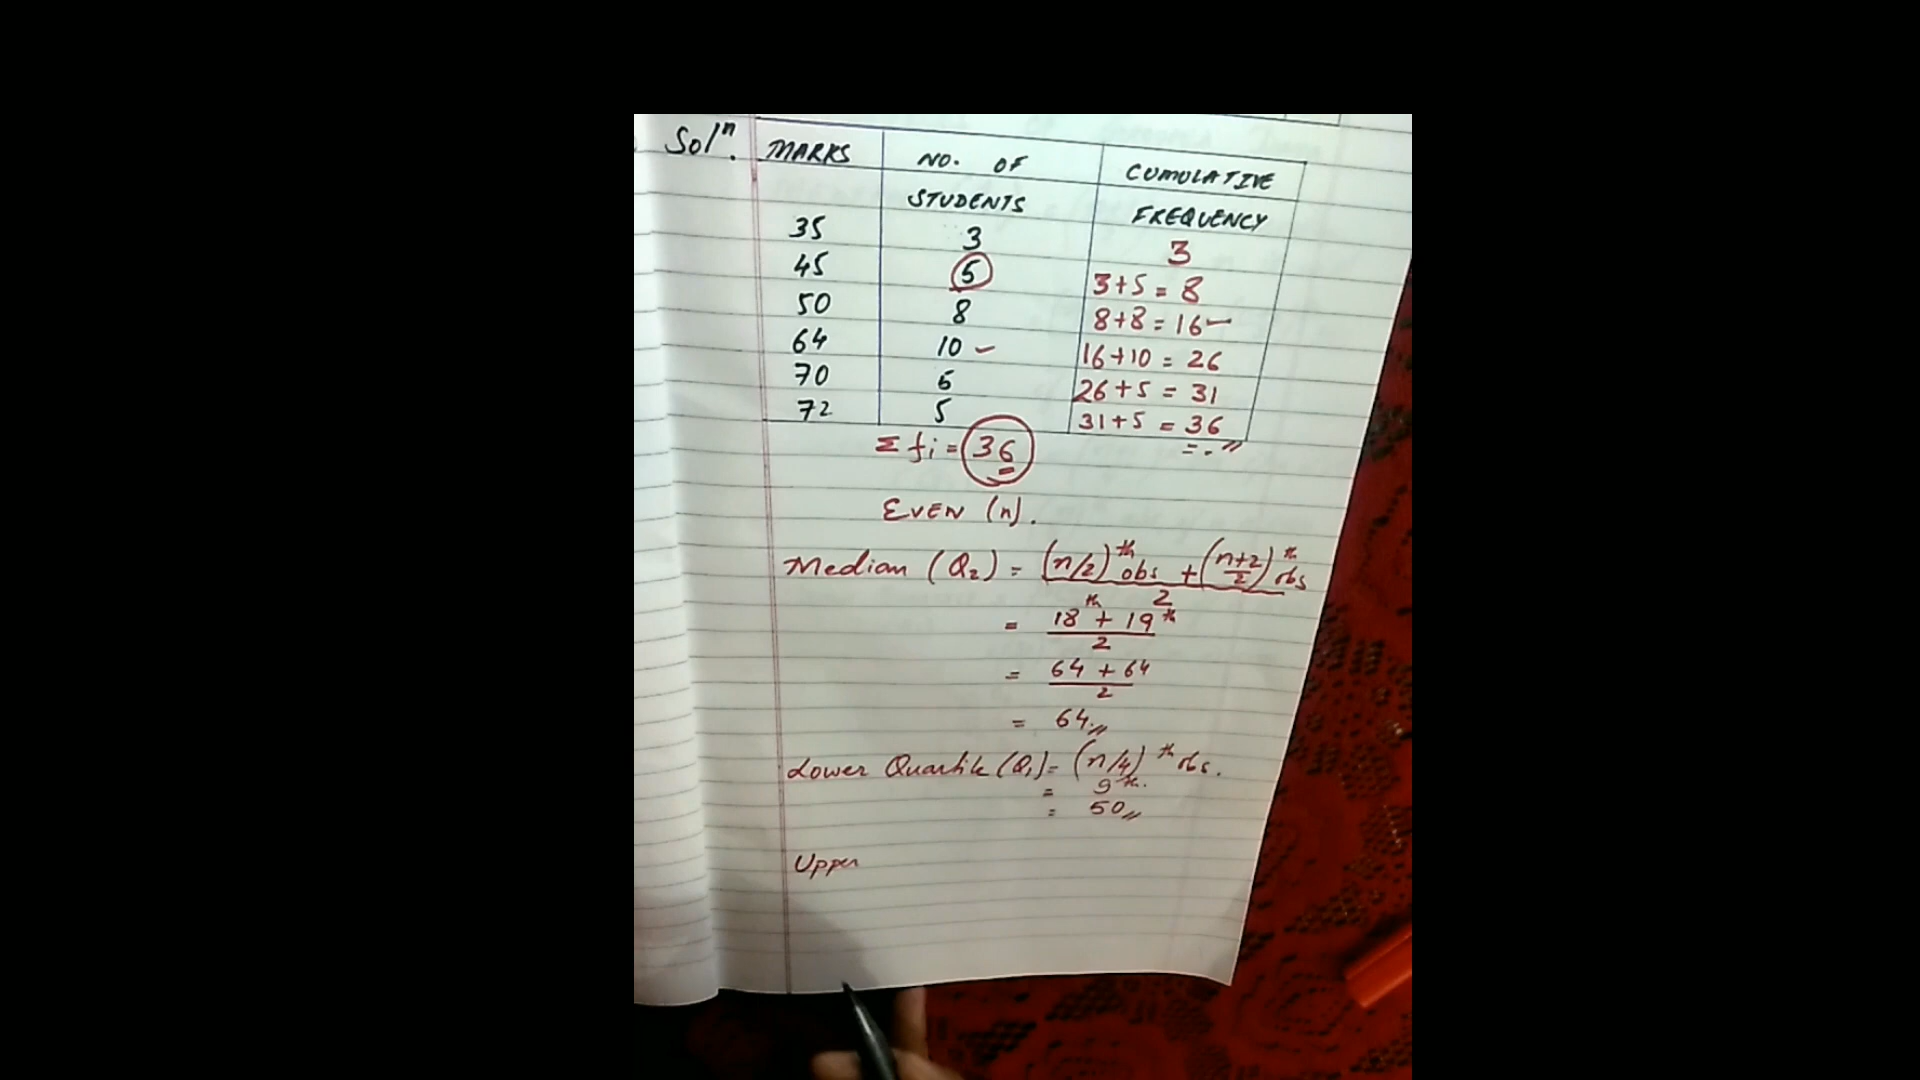 Solⁿ. MARKS NO. OF CUMULATIVE
STUDENTS FREQUENCY
35 3 3
45 5 3+5 = 8
50 8 8+8 = 16
64 10 16+10 = 26
70 5 26+5 = 31
72 5 31+5 = 36
Σ fi = 36
EVEN (n).
Median (Q₂) = (n/2)th obs + (n+2/2)th obs
2
= 18th + 19th
2
= 64 + 64
2
= 64
Lower Quartile (Q₁) = (n/4)th obs.
= 9th.
= 50
Upper